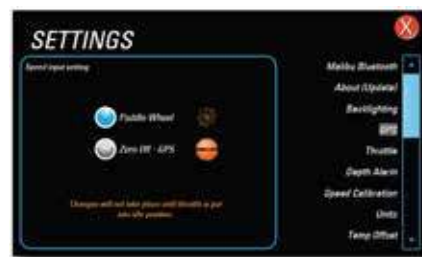 SETTINGS
X
Speed input setting
Paddle Wheel
Zero Off - GPS
Changes will not take place until throttle is put
into idle position.
Malibu Bluetooth
About (Update)
Backlighting
GPS
Throttle
Depth Alarm
Speed Calibration
Units
Temp Offset